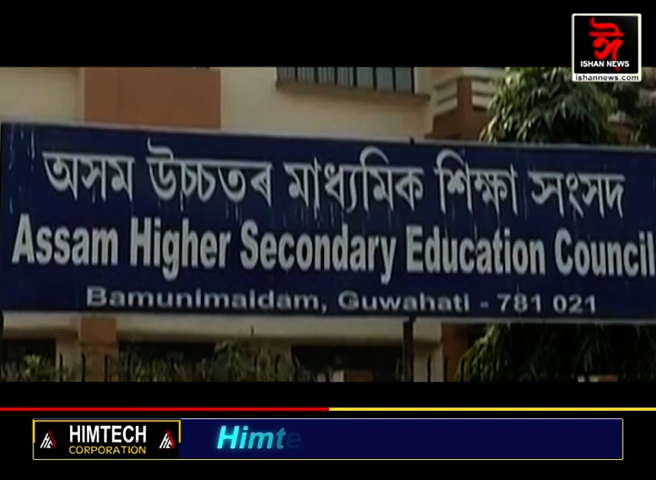 ঈ
ISHAN NEWS
ishannews.com
অসম উচ্চতৰ মাধ্যমিক শিক্ষা সংসদ
Assam Higher Secondary Education Council
Bamunimaidam, Guwahati - 781 021
HIMTECH
CORPORATION
Himte